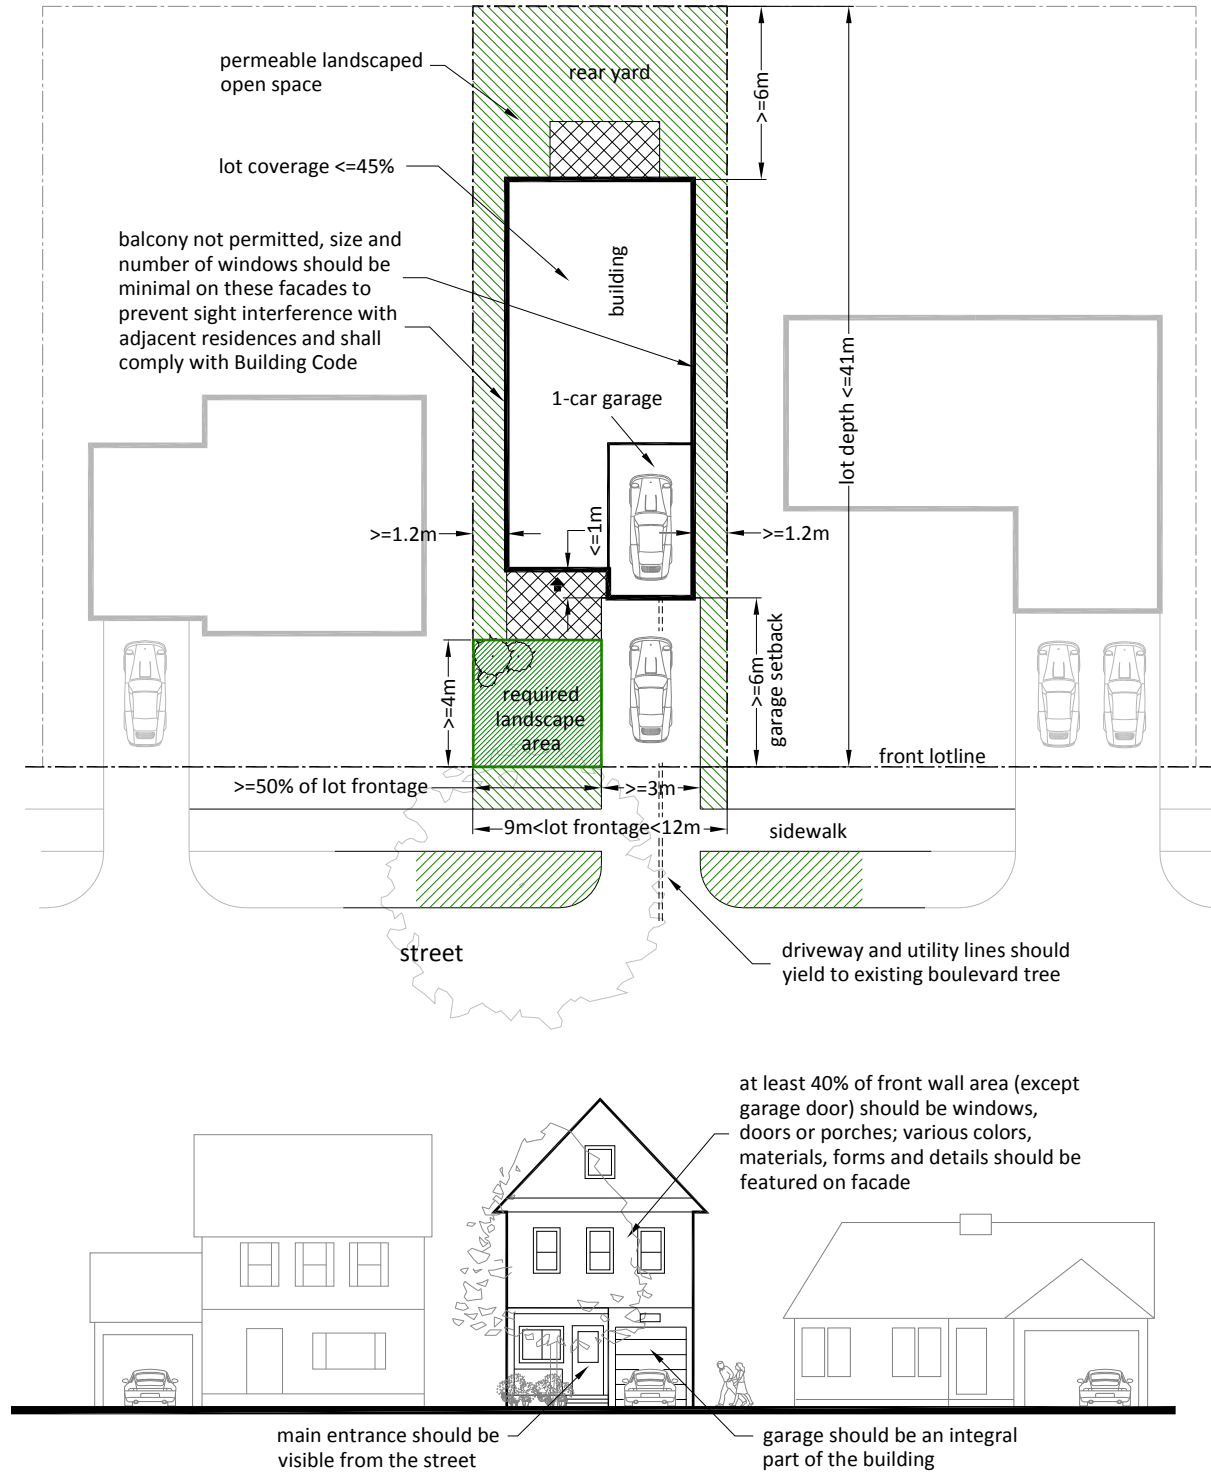 permeable landscaped
open space
rear yard
>=6m
lot coverage <=45%
balcony not permitted, size and
number of windows should be
minimal on these facades to
prevent sight interference with
adjacent residences and shall
comply with Building Code
building
lot depth <=41m
1-car garage
>=1.2m
<=1m
>=1.2m
>=4m
required
landscape
area
>=6m
garage setback
front lotline
>=50% of lot frontage
>=3m
9m<lot frontage<12m
sidewalk
street
driveway and utility lines should
yield to existing boulevard tree
at least 40% of front wall area (except
garage door) should be windows,
doors or porches; various colors,
materials, forms and details should be
featured on facade
main entrance should be
visible from the street
garage should be an integral
part of the building